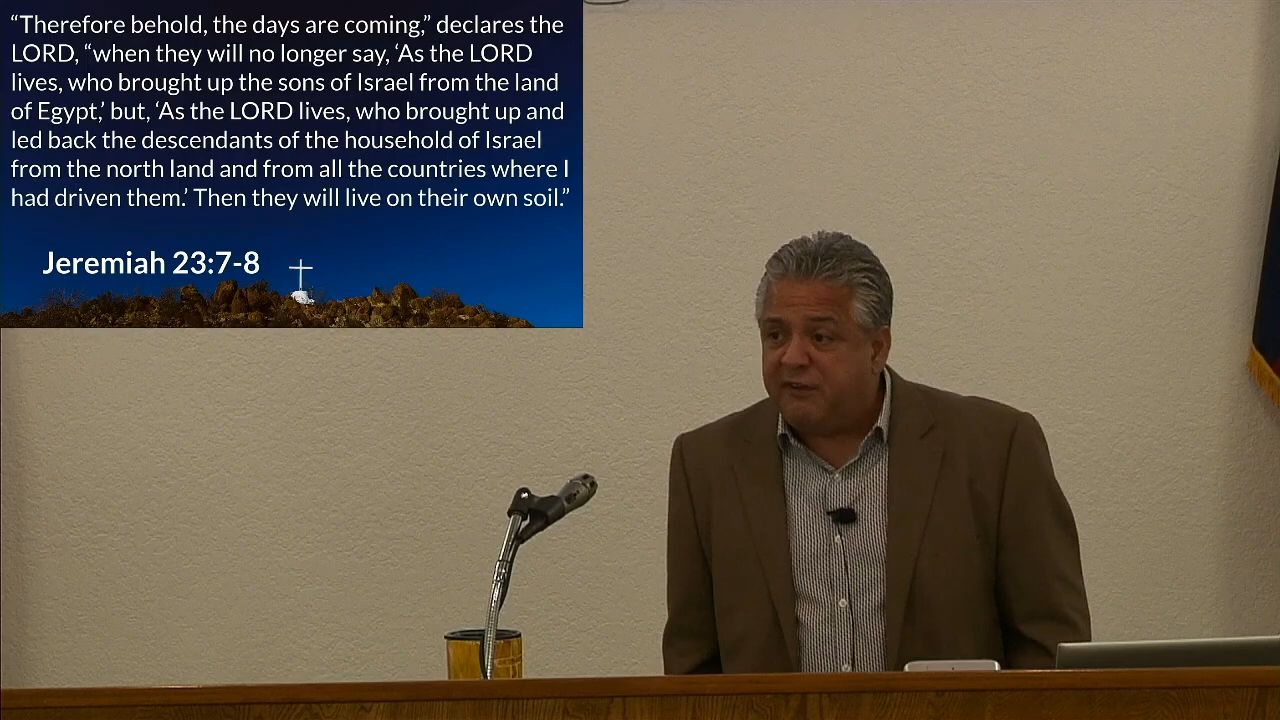 “Therefore behold, the days are coming,” declares the
LORD, “when they will no longer say, ‘As the LORD
lives, who brought up the sons of Israel from the land
of Egypt,’ but, ‘As the LORD lives, who brought up and
led back the descendants of the household of Israel
from the north land and from all the countries where I
had driven them.’ Then they will live on their own soil.”
Jeremiah 23:7-8